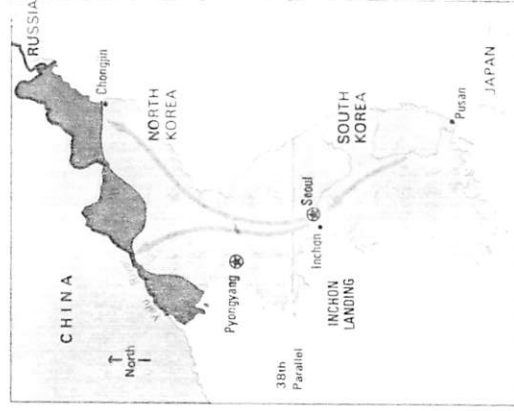 RUSSIA
Chongjin
CHINA
NORTH
KOREA
North
Pyongyang
Seoul
Inchon
INCHON
LANDING
38th
Parallel
SOUTH
KOREA
Pusan
JAPAN